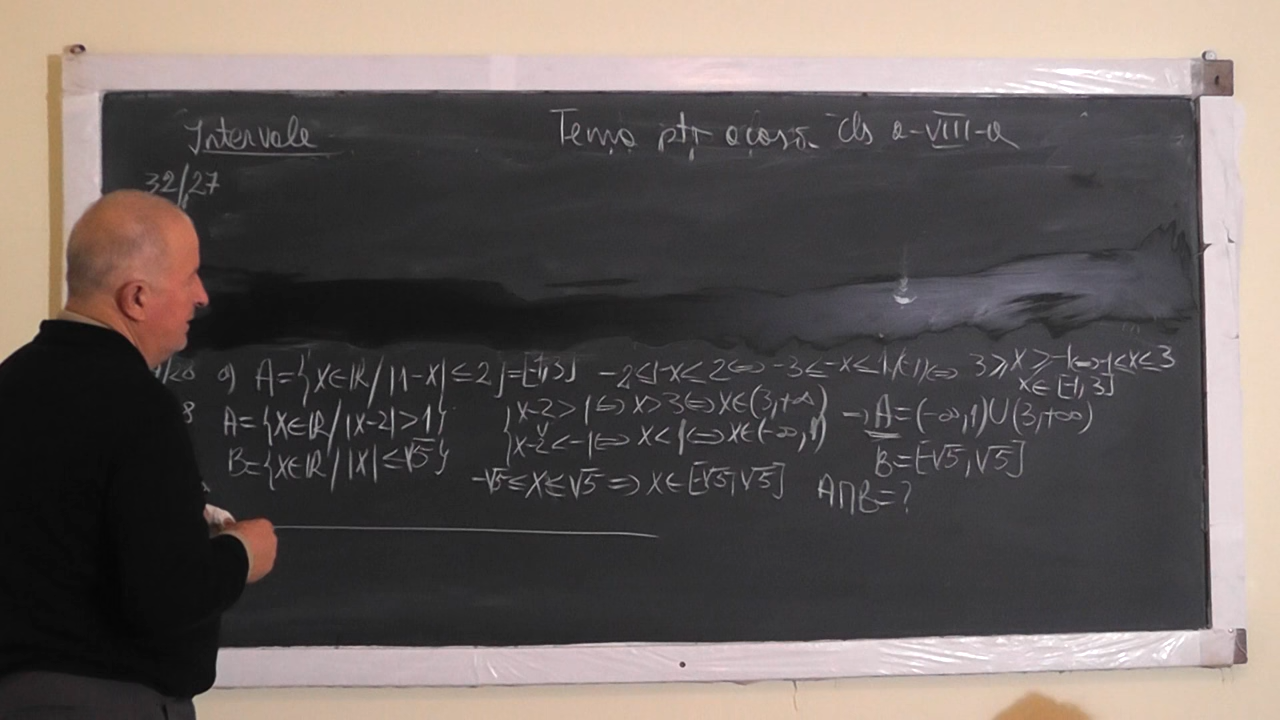 Intervale
Temă ptr acasă cls a-VIII-a
32/27
a) A={x∈ℝ/|1-x|≤2}=[-1,3] -2≤1-x≤2⇔-3≤-x≤1/(-1)⇔ 3≥x≥-1⇔-1≤x≤3
x∈[-1,3]
A={x∈ℝ/|x-2|>1} {x-2>1⇔x>3⇔x∈(3,+∞) ⇒A=(-∞,1)∪(3,+∞)
x-2<-1⇔x<1⇔x∈(-∞,1)
B={x∈ℝ/|x|≤√5} B=[-√5,√5]
-√5≤x≤√5⇒x∈[-√5,√5] A∩B=?